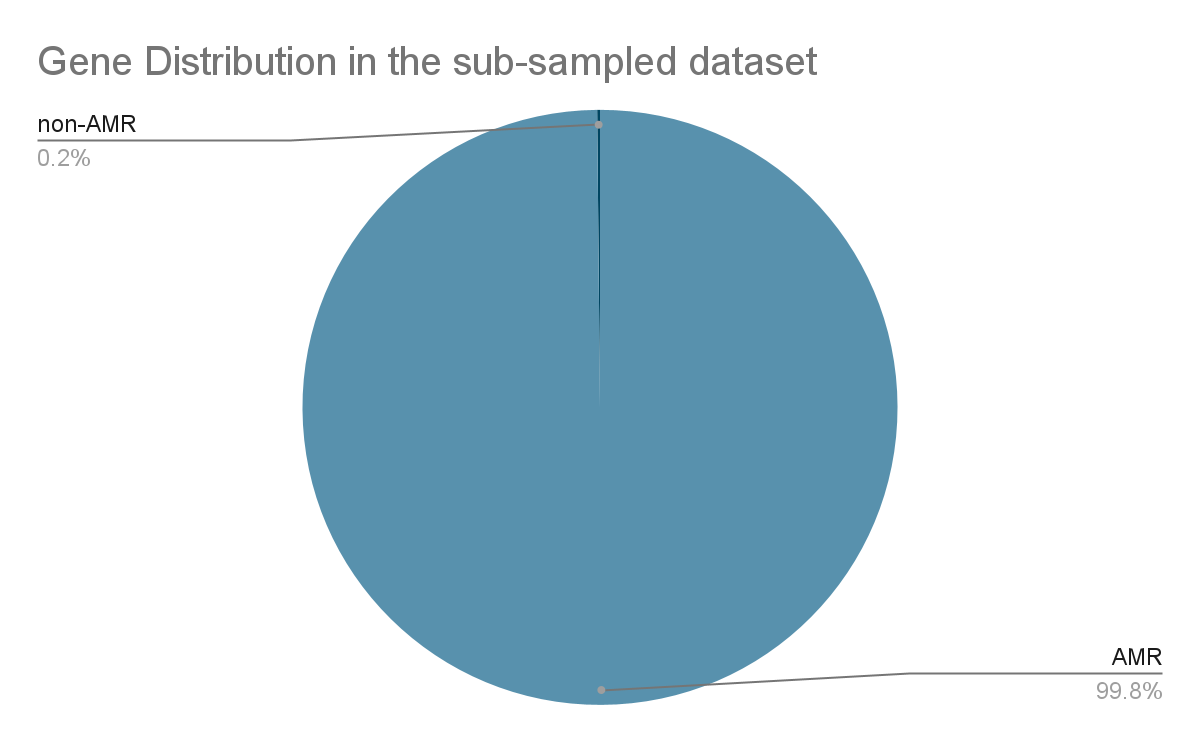 Gene Distribution in the sub-sampled dataset
non-AMR
0.2%
AMR
99.8%